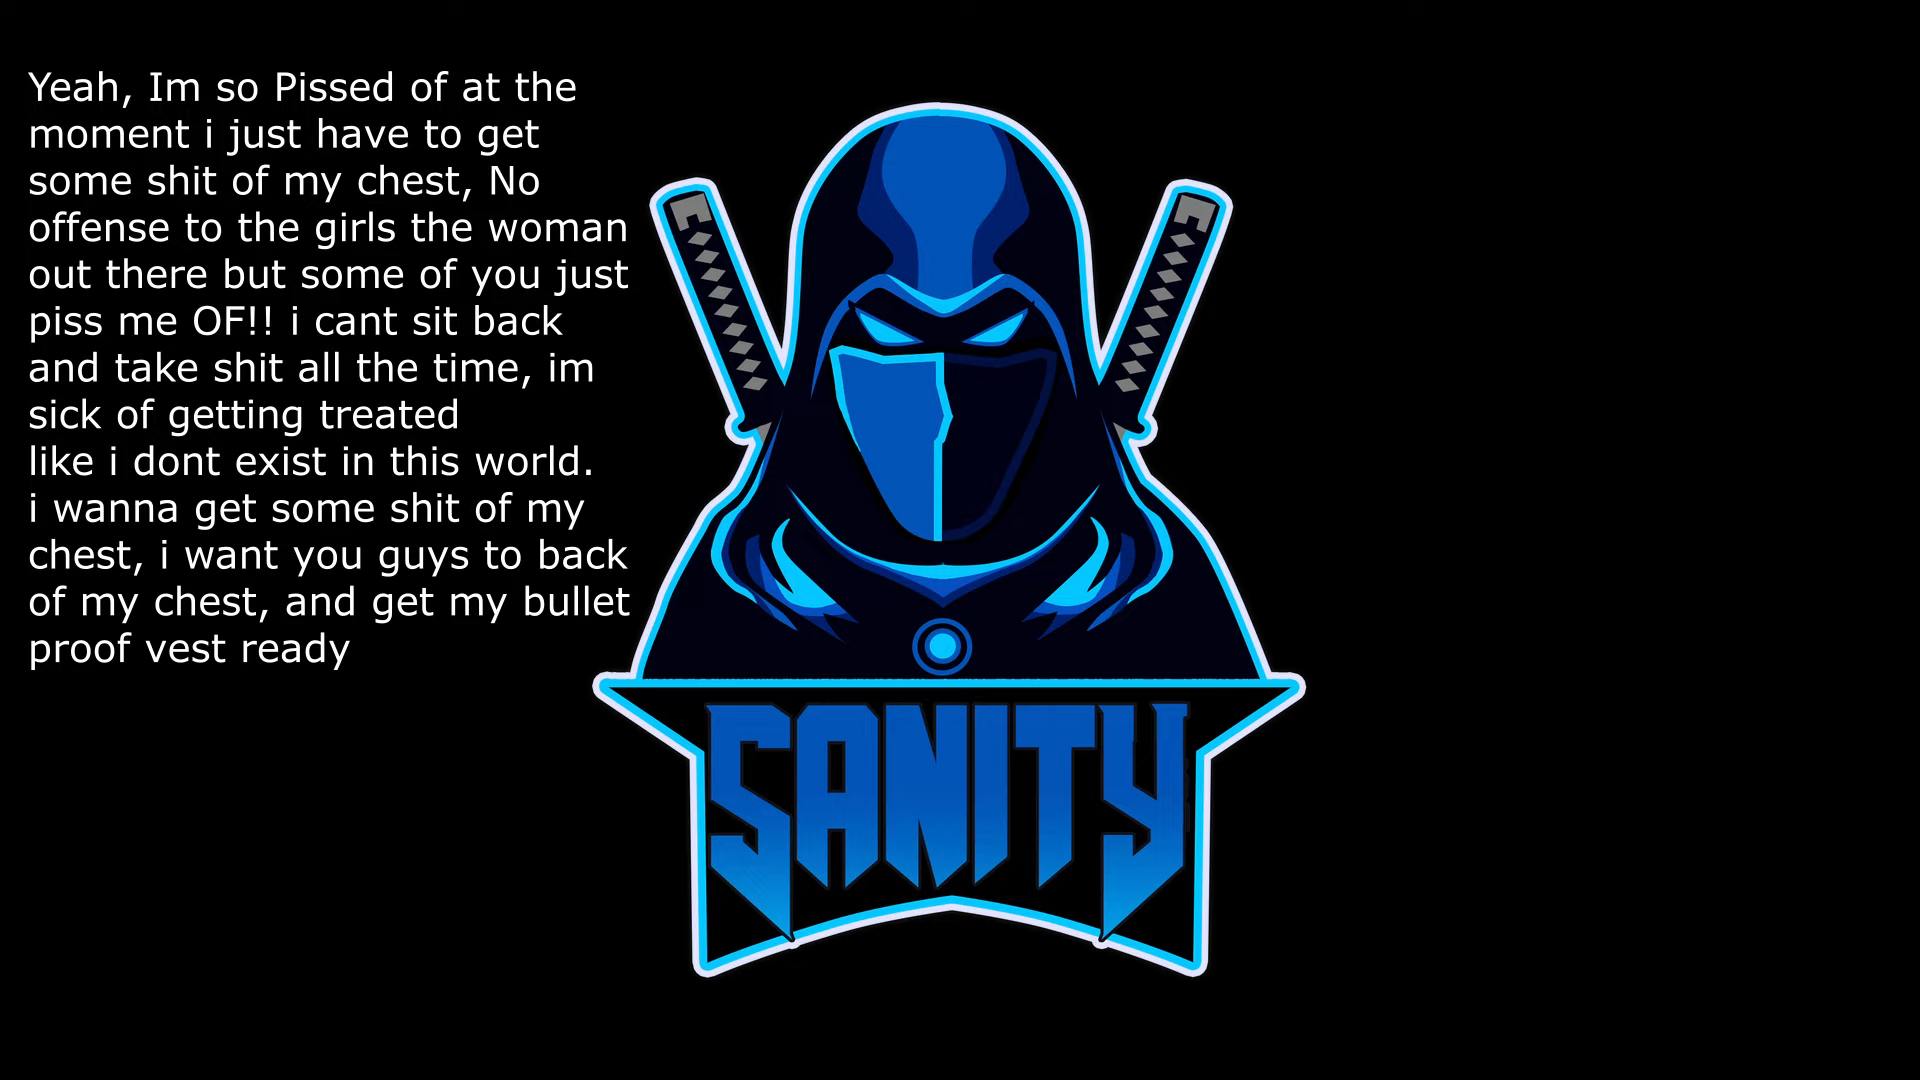 Yeah, Im so Pissed of at the
moment i just have to get
some shit of my chest, No
offense to the girls the woman
out there but some of you just
piss me OF!! i cant sit back
and take shit all the time, im
sick of getting treated
like i dont exist in this world.
i wanna get some shit of my
chest, i want you guys to back
of my chest, and get my bullet
proof vest ready
SANITY